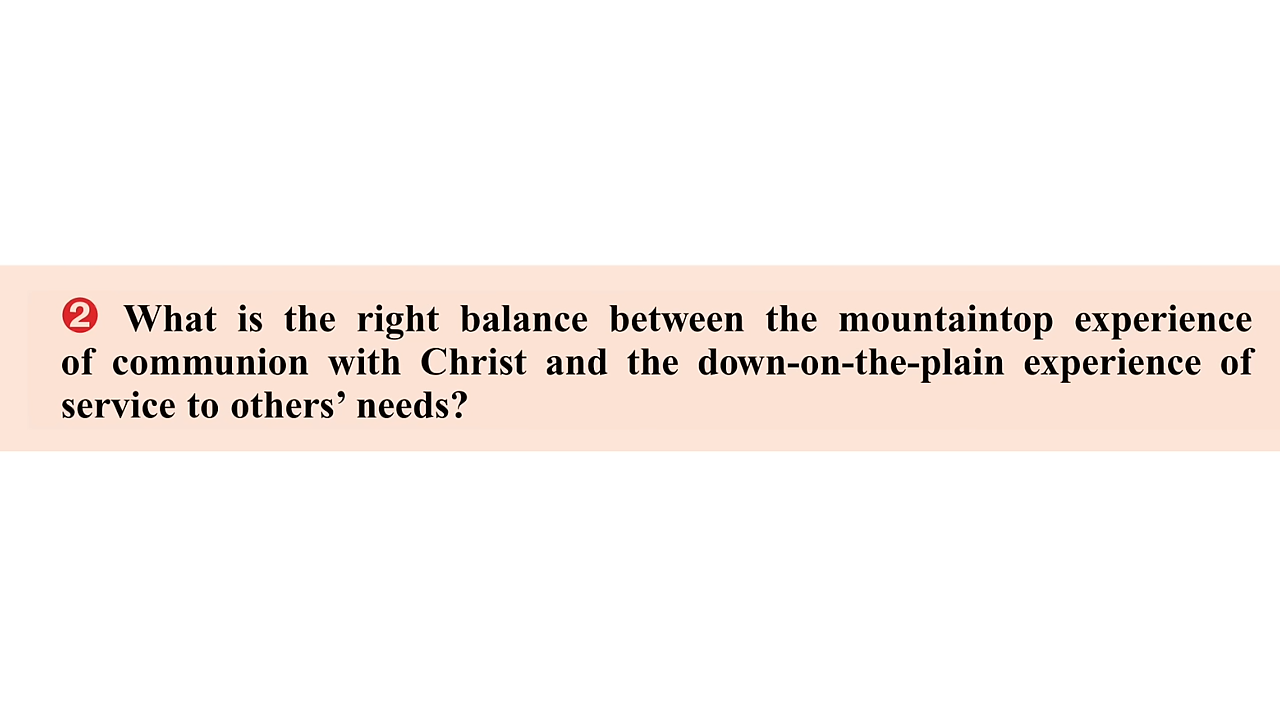 ❷ What is the right balance between the mountaintop experience
of communion with Christ and the down-on-the-plain experience of
service to others’ needs?